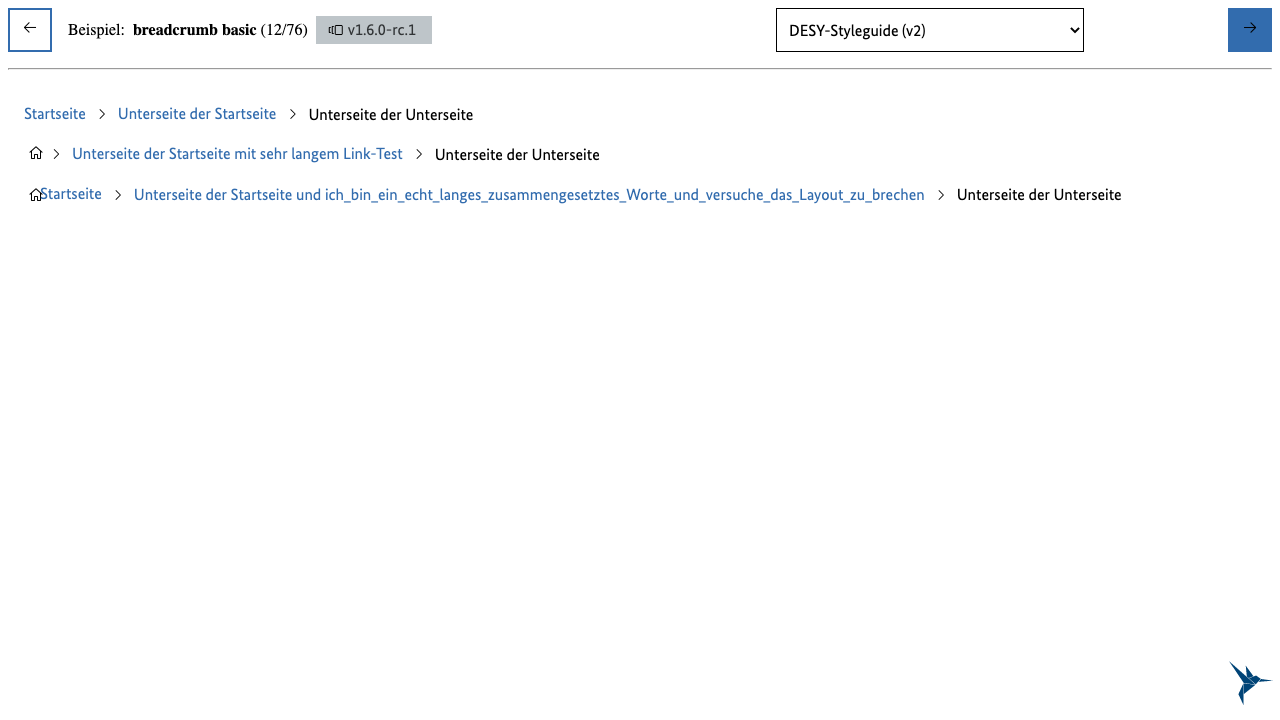 Beispiel: breadcrumb basic (12/76) v1.6.0-rc.1 DESY-Styleguide (v2)
Startseite Unterseite der Startseite Unterseite der Unterseite
Unterseite der Startseite mit sehr langem Link-Test Unterseite der Unterseite
Startseite Unterseite der Startseite und ich_bin_ein_echt_langes_zusammengesetztes_Worte_und_versuche_das_Layout_zu_brechen Unterseite der Unterseite